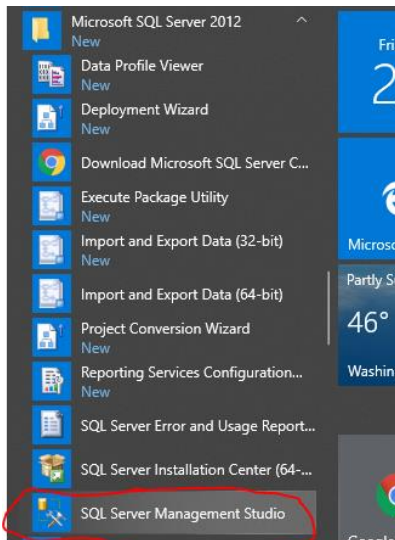 Microsoft SQL Server 2012
New
Data Profile Viewer
New
Deployment Wizard
New
Download Microsoft SQL Server C...
Execute Package Utility
New
Import and Export Data (32-bit)
New
Import and Export Data (64-bit)
Project Conversion Wizard
New
Reporting Services Configuration...
New
SQL Server Error and Usage Report...
SQL Server Installation Center (64-...
SQL Server Management Studio
Fri
2
Microso
Partly S
46°
Washin